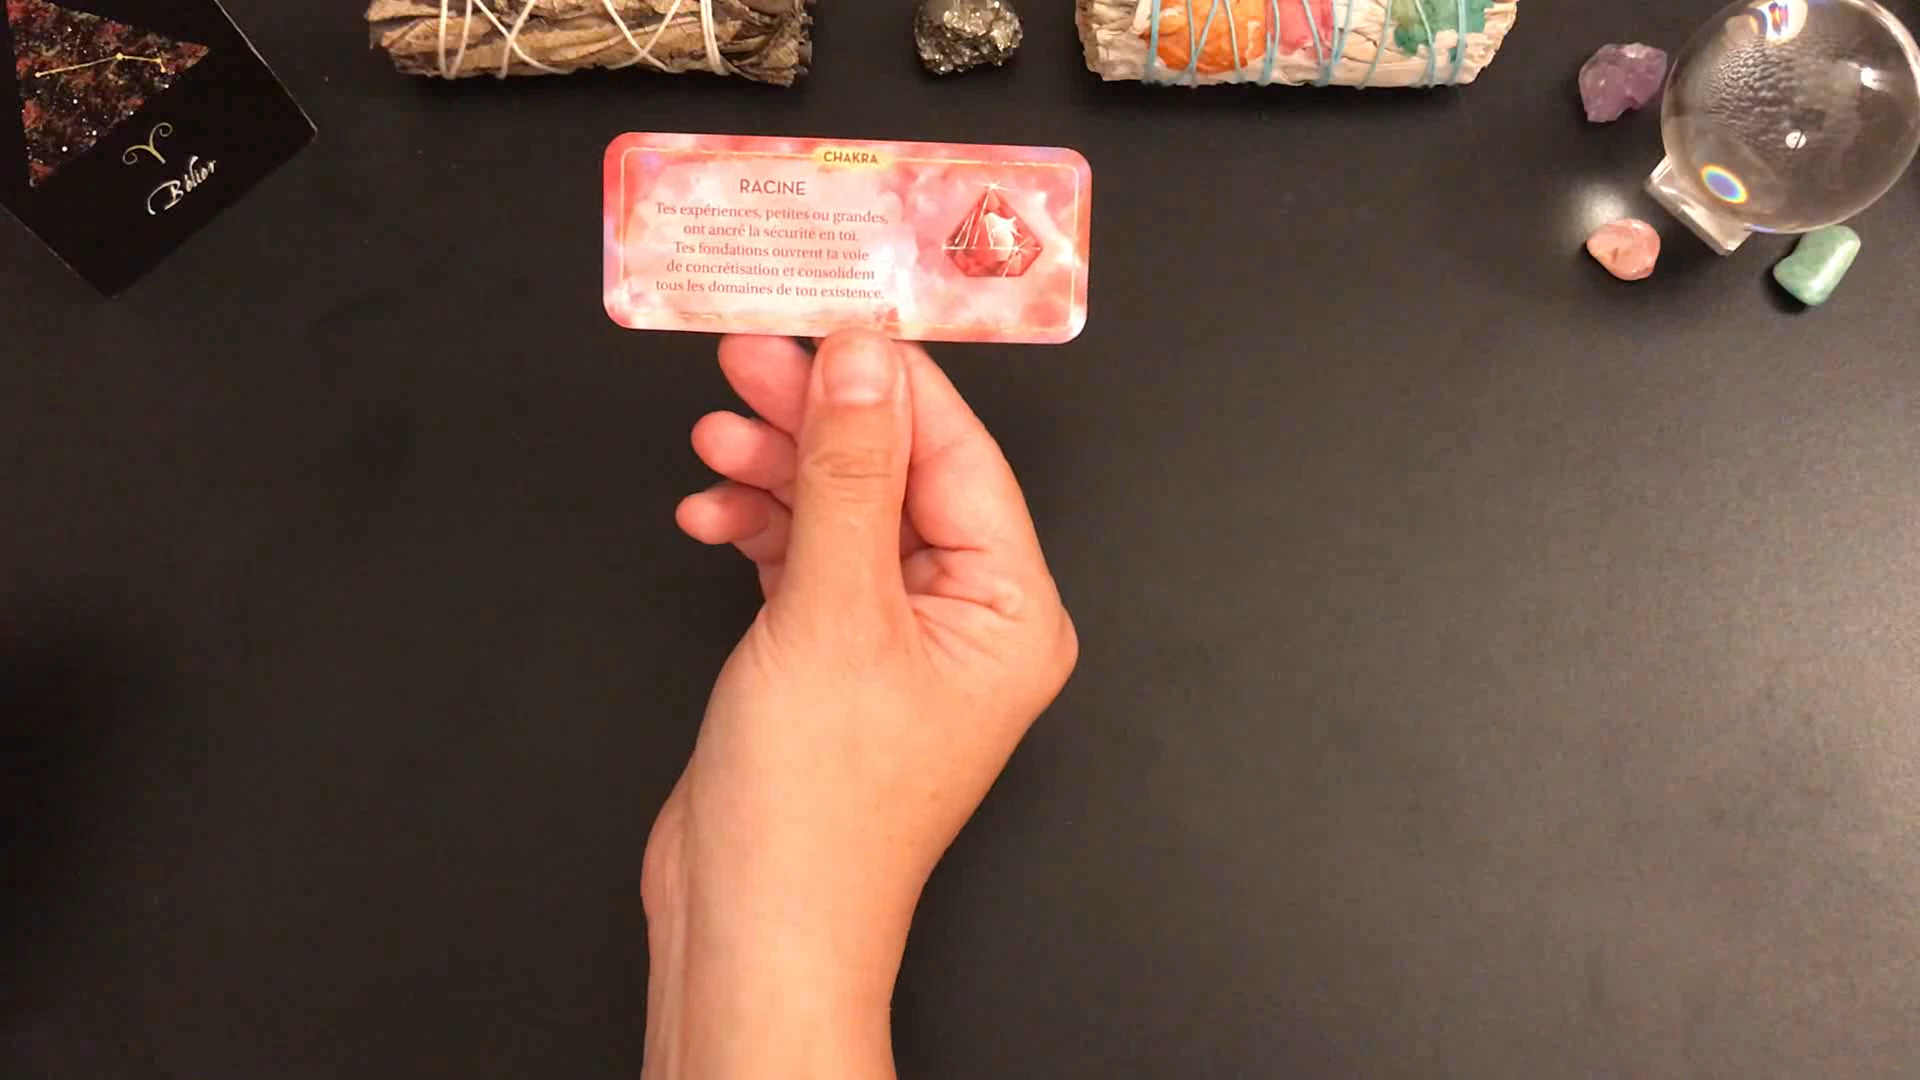 Bélier
CHAKRA
RACINE
Tes expériences, petites ou grandes,
ont ancré la sécurité en toi.
Tes fondations ouvrent ta voie
de concrétisation et consolident
tous les domaines de ton existence.